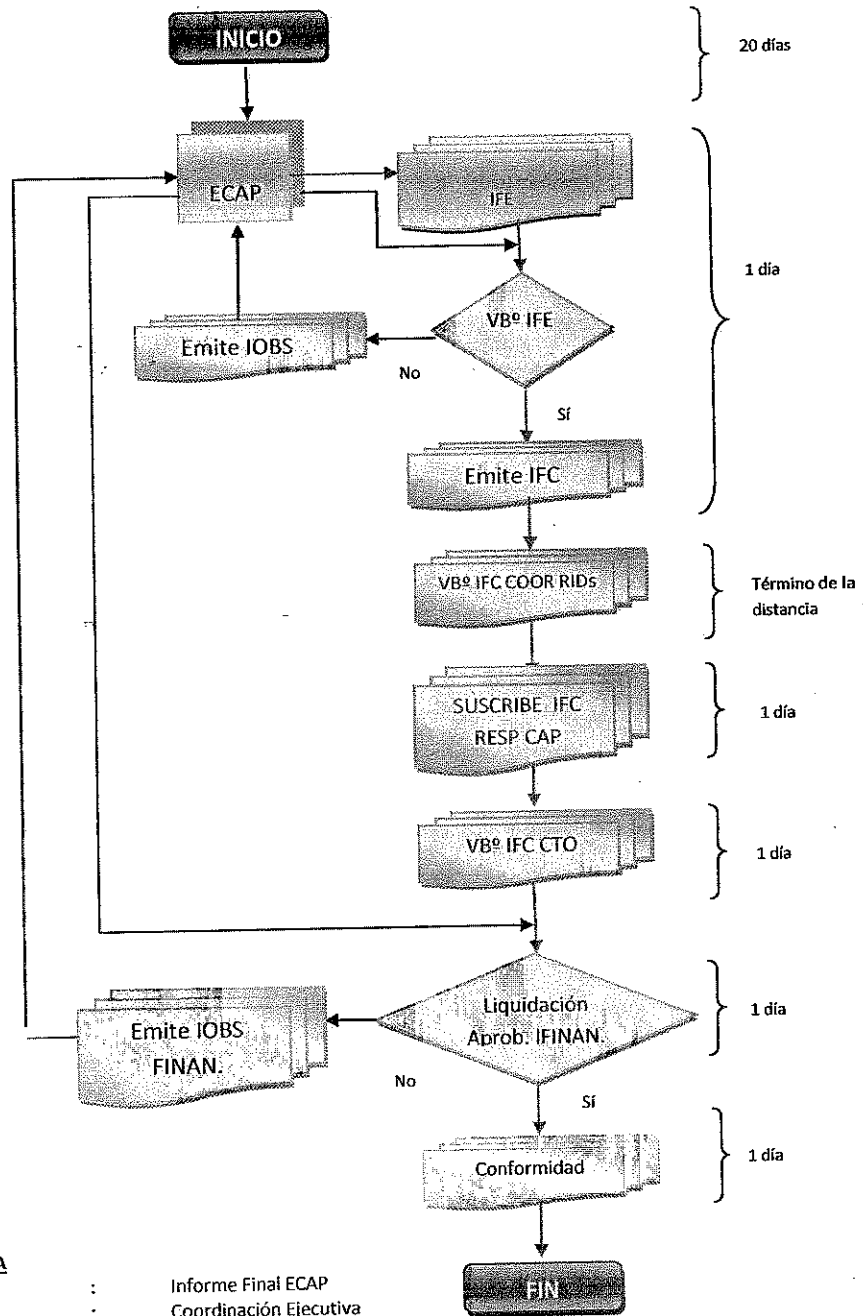 INICIO
20 días
ECAP
IFE
1 día
VBº IFE
Emite IOBS
No
Sí
Emite IFC
VBº IFC COOR RIDs
Término de la
distancia
SUSCRIBE IFC
RESP CAP
1 día
VBº IFC CTO
1 día
Liquidación
Aprob. IFINAN.
1 día
Emite IOBS
FINAN.
No
Sí
Conformidad
1 día
FIN
A
: Informe Final ECAP
: Coordinación Ejecutiva